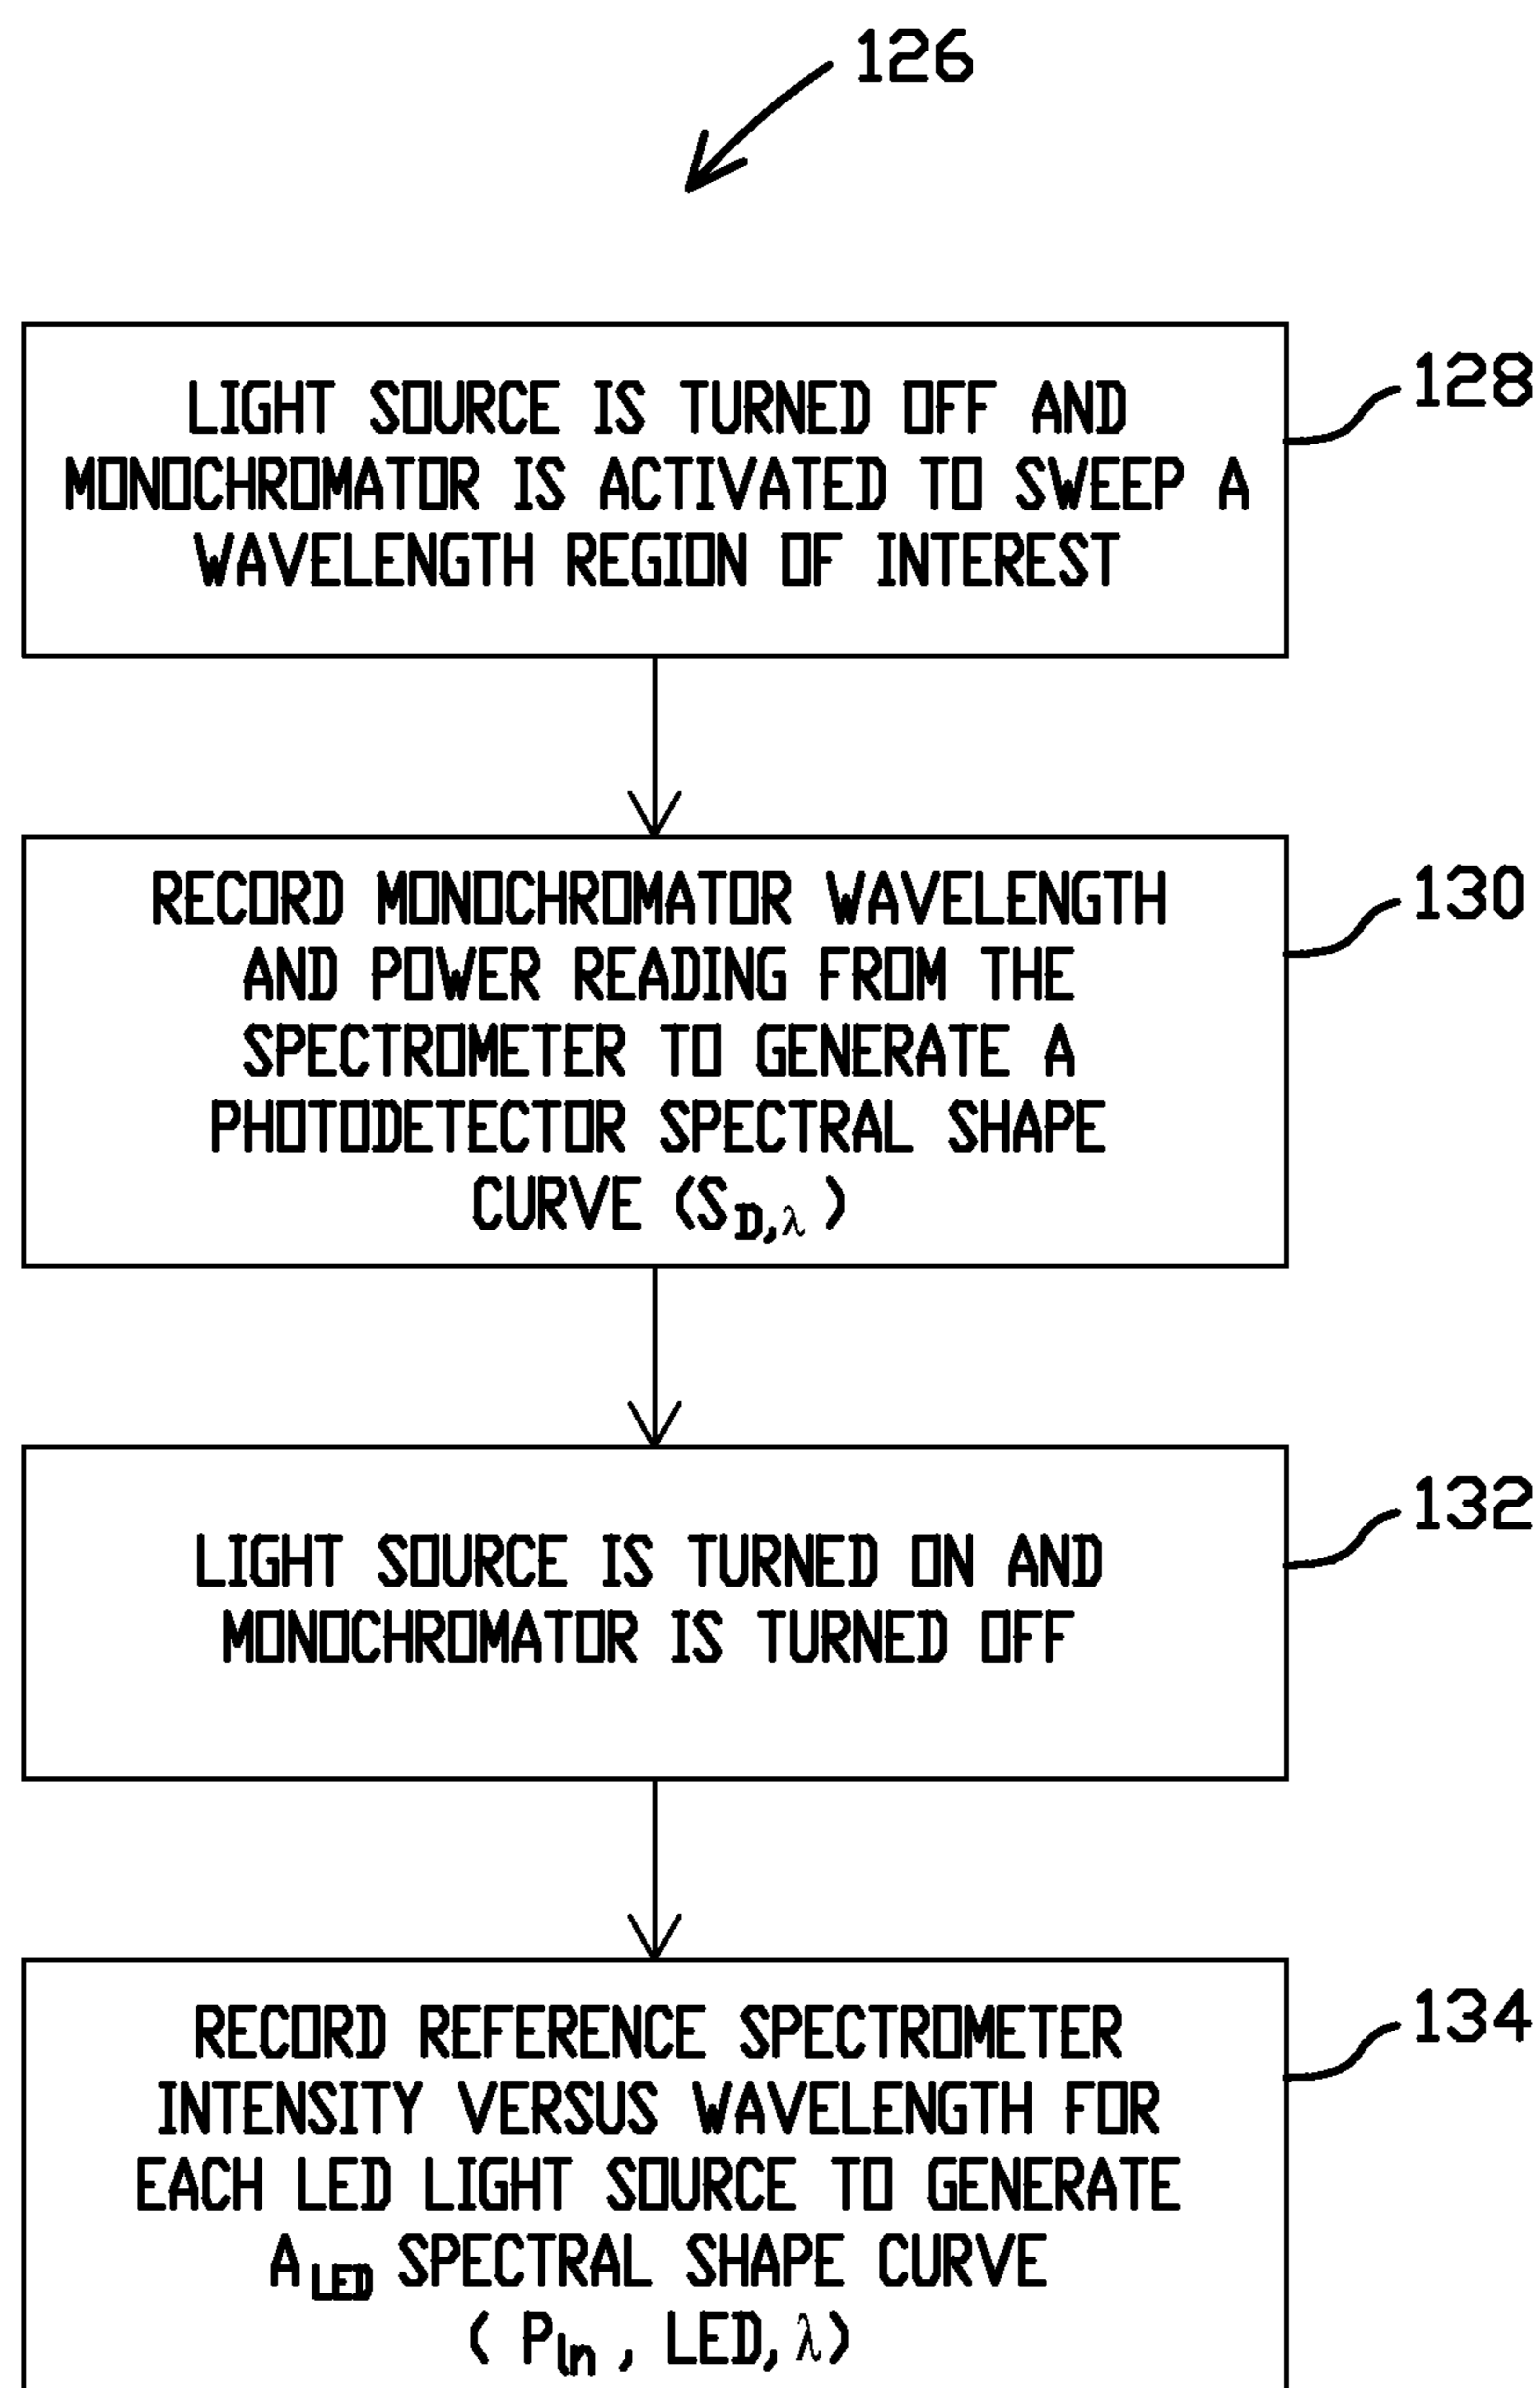 126
LIGHT SOURCE IS TURNED OFF AND
MONOCHROMATOR IS ACTIVATED TO SWEEP A
WAVELENGTH REGION OF INTEREST
128
RECORD MONOCHROMATOR WAVELENGTH
AND POWER READING FROM THE
SPECTROMETER TO GENERATE A
PHOTODETECTOR SPECTRAL SHAPE
CURVE (S_D,λ )
130
LIGHT SOURCE IS TURNED ON AND
MONOCHROMATOR IS TURNED OFF
132
RECORD REFERENCE SPECTROMETER
INTENSITY VERSUS WAVELENGTH FOR
EACH LED LIGHT SOURCE TO GENERATE
A LED SPECTRAL SHAPE CURVE
( P_In , LED, λ)
134